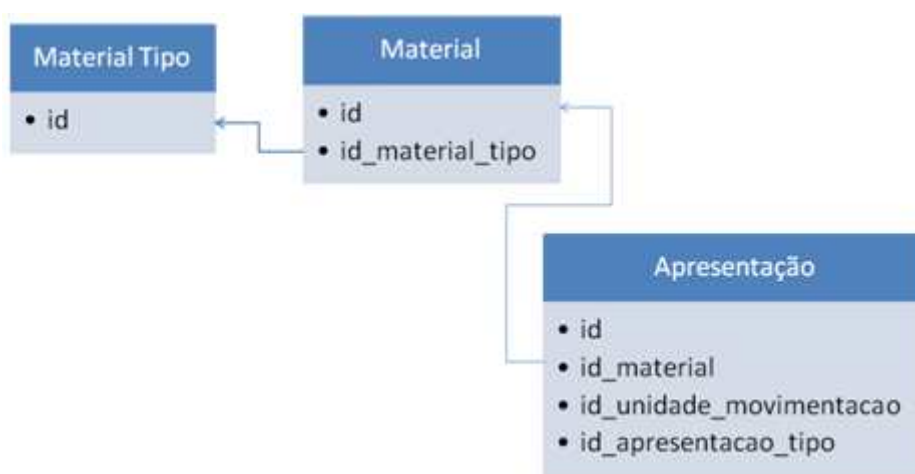 Material Tipo
• id
Material
• id
• id_material_tipo
Apresentação
• id
• id_material
• id_unidade_movimentacao
• id_apresentacao_tipo